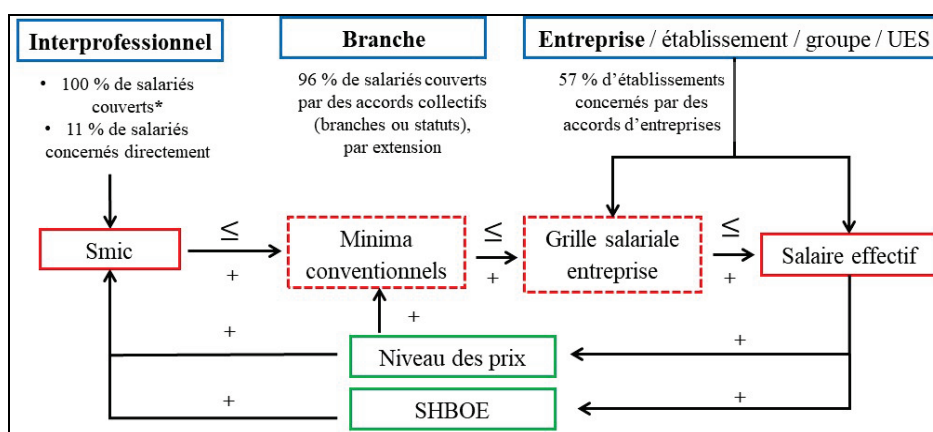 Interprofessionnel
• 100 % de salariés
couverts*
• 11 % de salariés
concernés directement
Branche
96 % de salariés couverts
par des accords collectifs
(branches ou statuts),
par extension
Entreprise / établissement / groupe / UES
57 % d'établissements
concernés par des
accords d'entreprises
Smic
≤
+
Minima
conventionnels
≤
+
Grille salariale
entreprise
≤
+
Salaire effectif
+
+
Niveau des prix
+
+
SHBOE
+